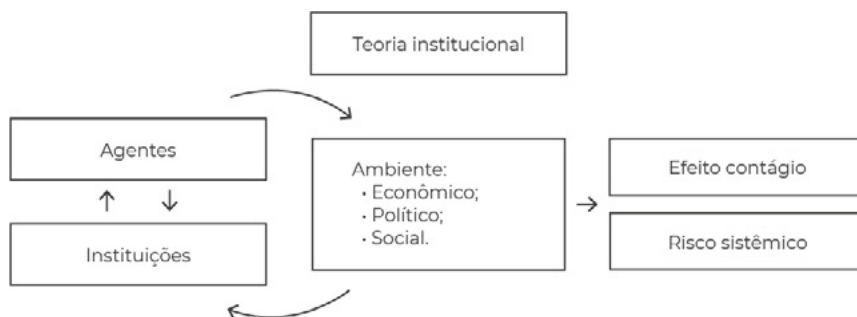 Teoria institucional
Agentes
Instituições
Ambiente:
• Econômico;
• Político;
• Social.
Efeito contágio
Risco sistêmico